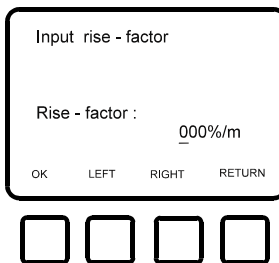 Input rise - factor
Rise - factor :
000%/m
OK LEFT RIGHT RETURN